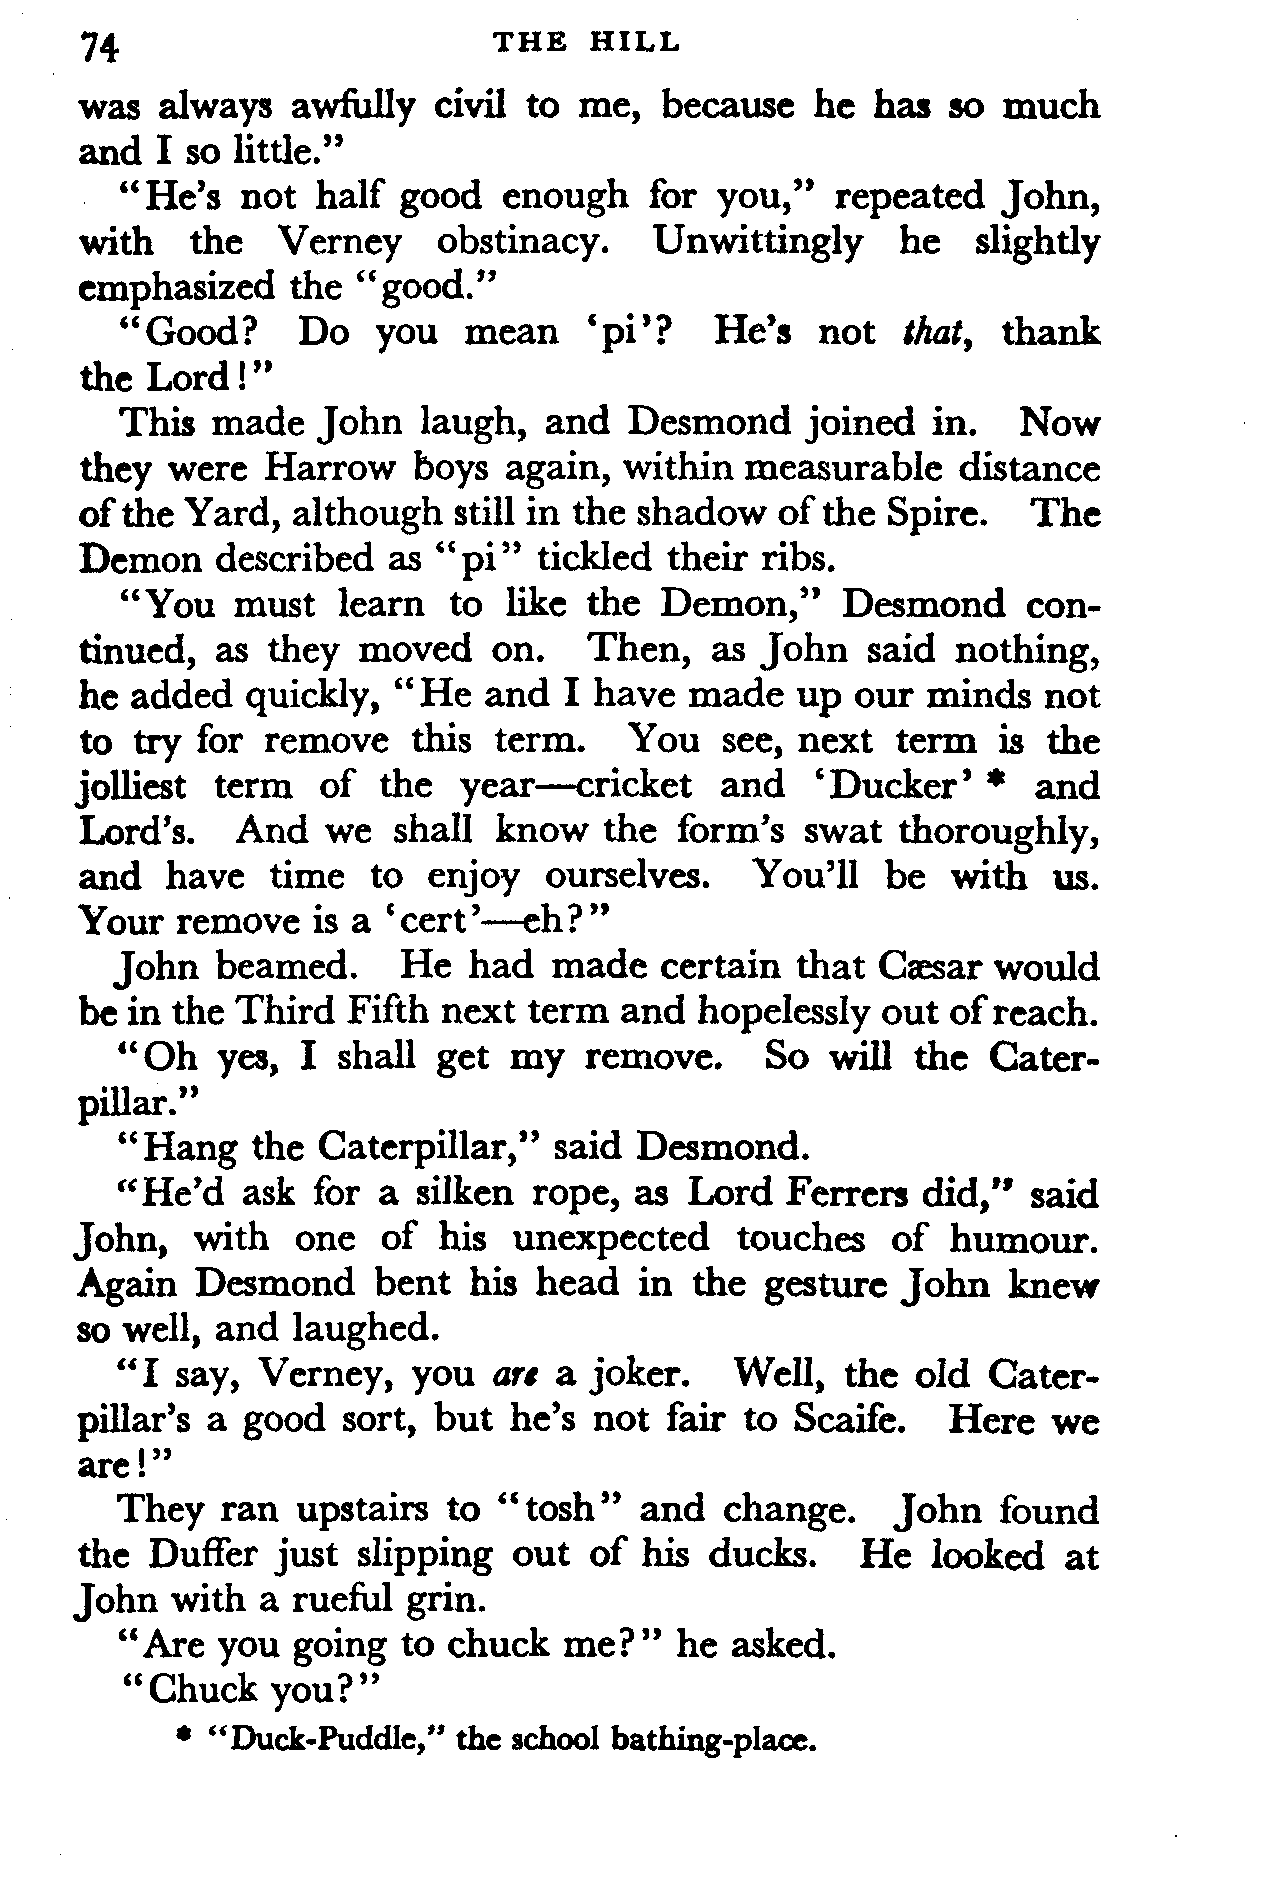 74 THE HILL
was always awfully civil to me, because he has so much
and I so little.”
“He’s not half good enough for you,” repeated John,
with the Verney obstinacy. Unwittingly he slightly
emphasized the “good.”
“Good? Do you mean ‘pi’? He’s not that, thank
the Lord!”
This made John laugh, and Desmond joined in. Now
they were Harrow boys again, within measurable distance
of the Yard, although still in the shadow of the Spire. The
Demon described as “pi” tickled their ribs.
“You must learn to like the Demon,” Desmond con-
tinued, as they moved on. Then, as John said nothing,
he added quickly, “He and I have made up our minds not
to try for remove this term. You see, next term is the
jolliest term of the year—cricket and ‘Ducker’ * and
Lord’s. And we shall know the form’s swat thoroughly,
and have time to enjoy ourselves. You’ll be with us.
Your remove is a ‘cert’—eh?”
John beamed. He had made certain that Cæsar would
be in the Third Fifth next term and hopelessly out of reach.
“Oh yes, I shall get my remove. So will the Cater-
pillar.”
“Hang the Caterpillar,” said Desmond.
“He’d ask for a silken rope, as Lord Ferrers did,” said
John, with one of his unexpected touches of humour.
Again Desmond bent his head in the gesture John knew
so well, and laughed.
“I say, Verney, you are a joker. Well, the old Cater-
pillar’s a good sort, but he’s not fair to Scaife. Here we
are!”
They ran upstairs to “tosh” and change. John found
the Duffer just slipping out of his ducks. He looked at
John with a rueful grin.
“Are you going to chuck me?” he asked.
“Chuck you?”
* “Duck-Puddle,” the school bathing-place.